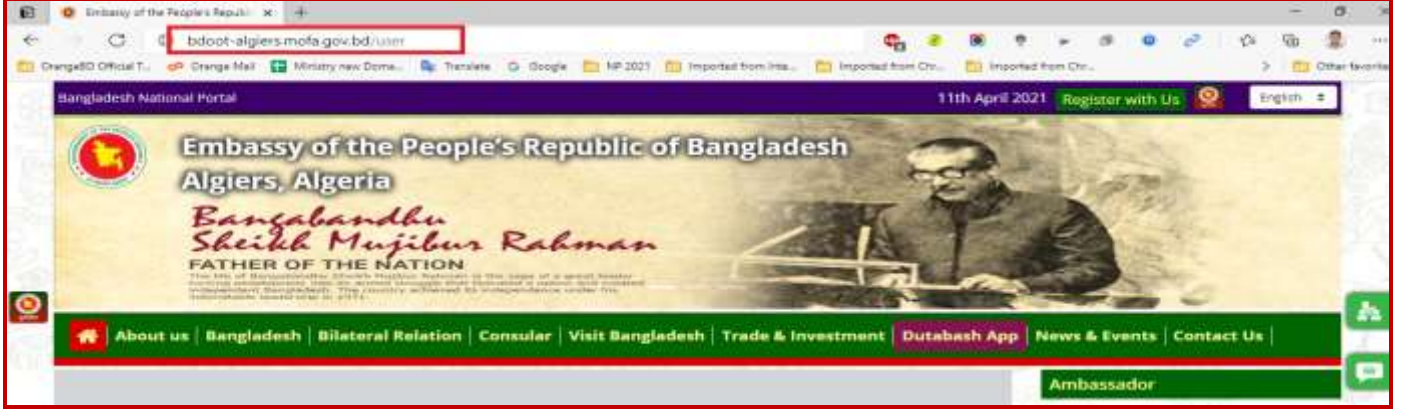 Embassy of the People's Republi
bdoot-algiers.mofa.gov.bd/user
OrangeBD Official T...
Orange Mail
Ministry new Dome...
Translate
Google
NP 2021
Imported from Inte...
Imported from Chr...
Imported from Chr...
Other favorite
Bangladesh National Portal
11th April 2021
Register with Us
English
Embassy of the People's Republic of Bangladesh
Algiers, Algeria
Bangabandhu
Sheikh Mujibur Rahman
FATHER OF THE NATION
About us
Bangladesh
Bilateral Relation
Consular
Visit Bangladesh
Trade & Investment
Dutabash App
News & Events
Contact Us
Ambassador